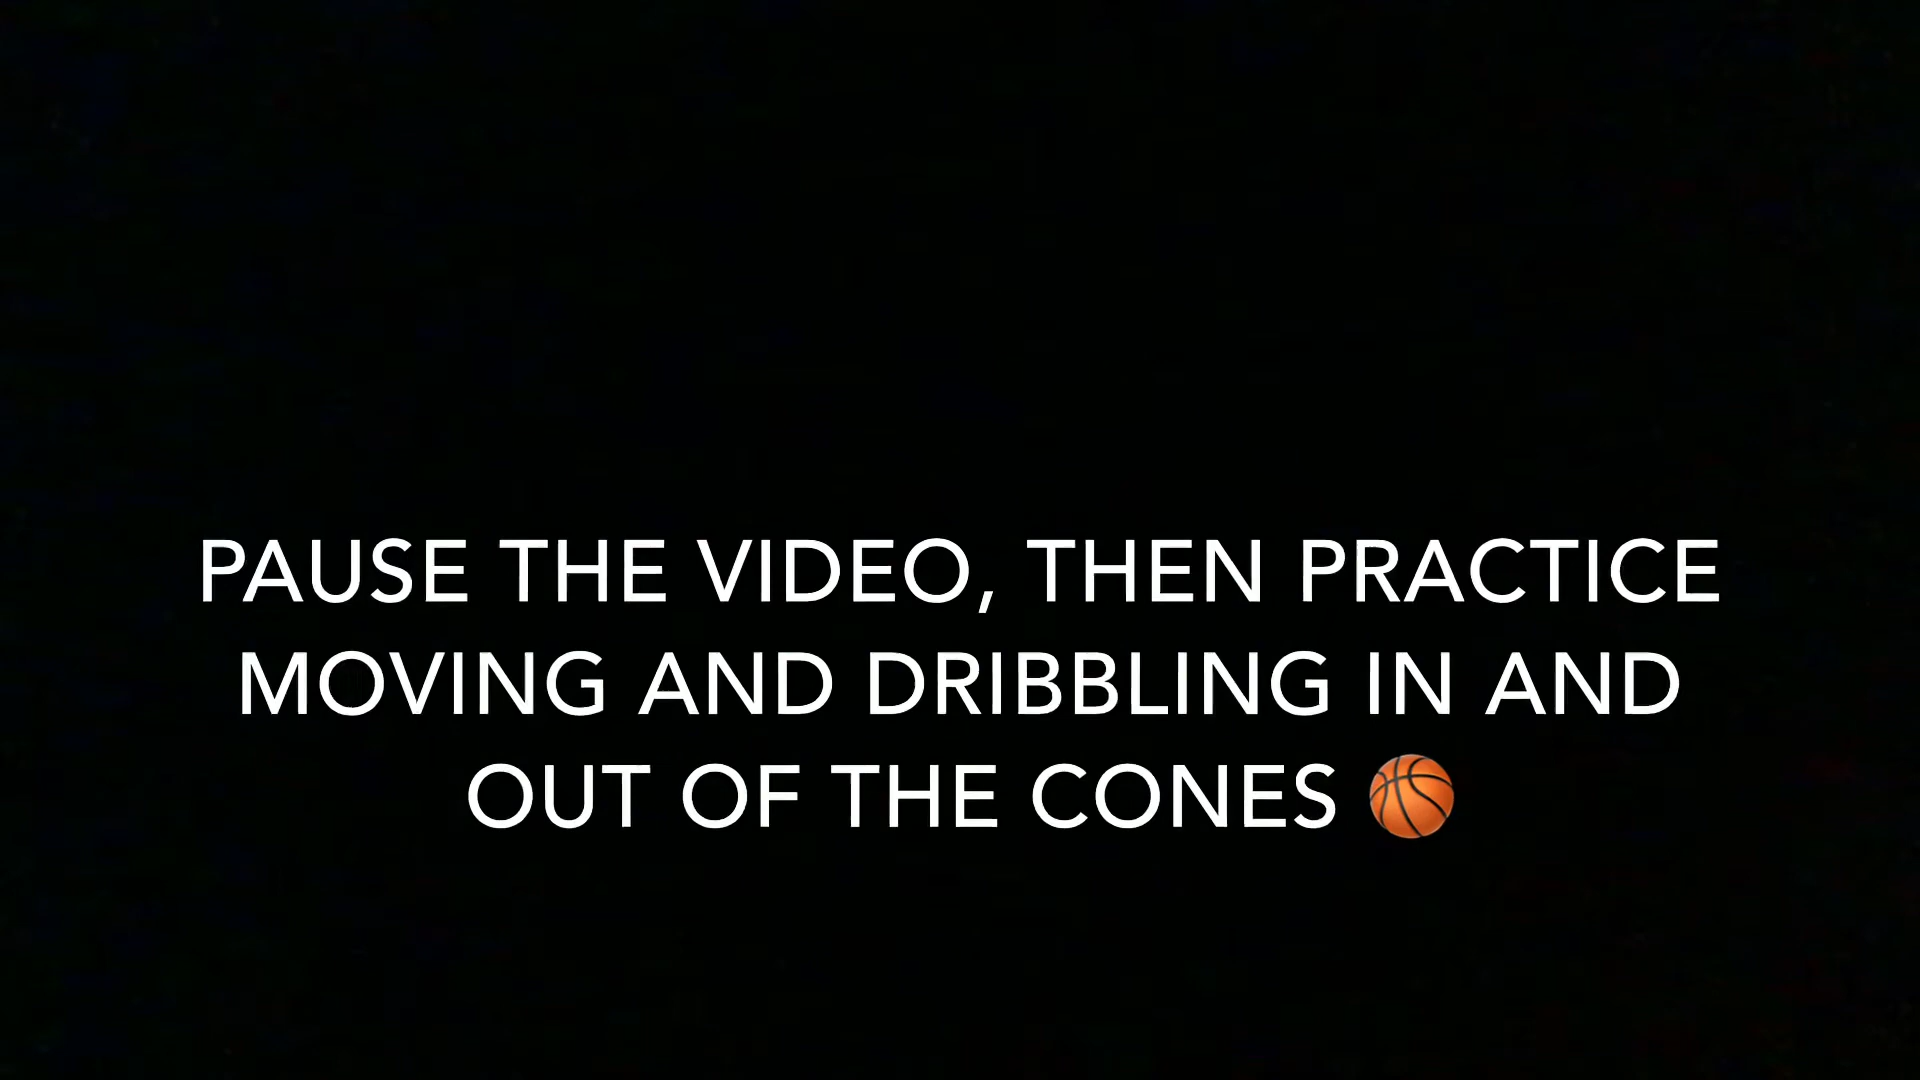 PAUSE THE VIDEO, THEN PRACTICE
MOVING AND DRIBBLING IN AND
OUT OF THE CONES 🏀